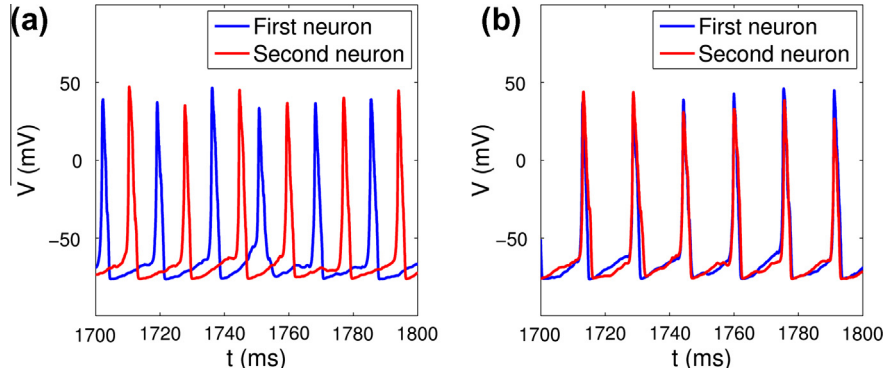 (a)
First neuron
Second neuron
50
0
−50
V (mV)
1700 1720 1740 1760 1780 1800
t (ms)
(b)
First neuron
Second neuron
50
0
−50
V (mV)
1700 1720 1740 1760 1780 1800
t (ms)